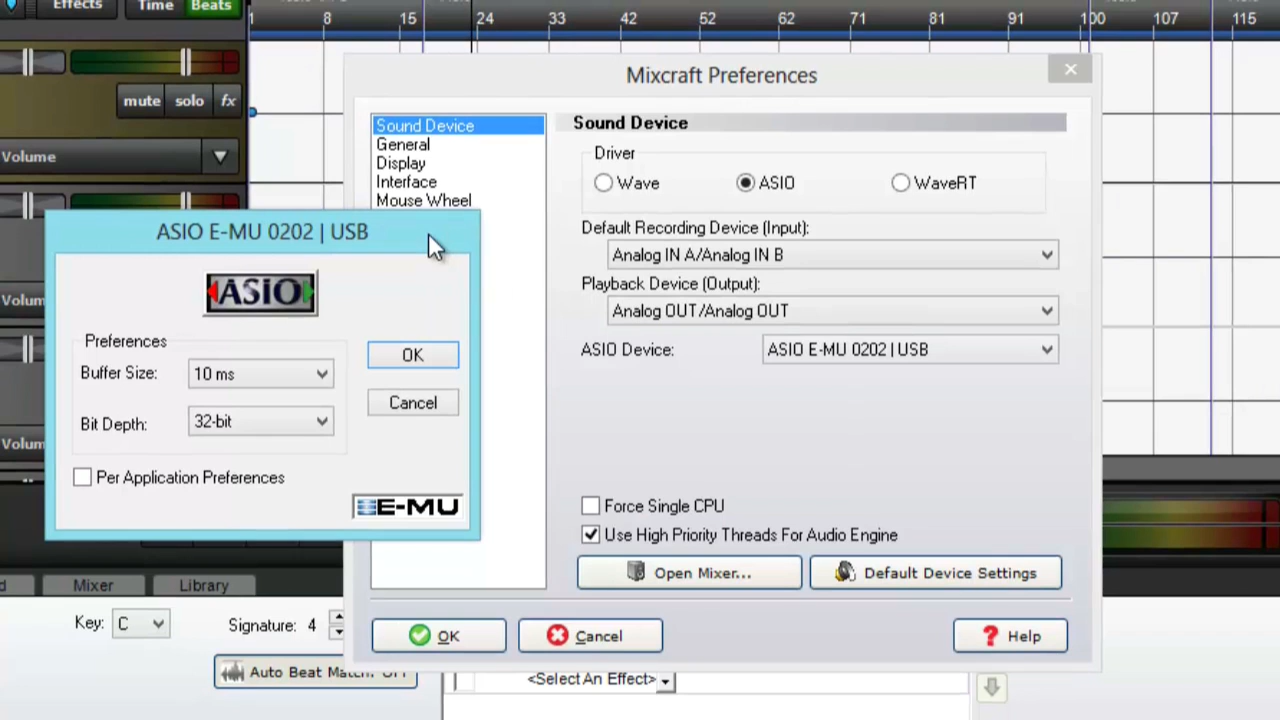 Effects Time Beats
1 8 15 24 33 42 52 62 71 81 91 100 107 115
mute solo fx
Volume
Volum
Volum
Mixcraft Preferences
Sound Device
General
Display
Interface
Mouse Wheel
Sound Device
Driver
Wave ASIO WaveRT
Default Recording Device (Input):
Analog IN A/Analog IN B
Playback Device (Output):
Analog OUT/Analog OUT
ASIO Device: ASIO E-MU 0202 | USB
Force Single CPU
Use High Priority Threads For Audio Engine
Open Mixer... Default Device Settings
OK Cancel Help
ASIO E-MU 0202 | USB
ASIO
Preferences
Buffer Size: 10 ms
Bit Depth: 32-bit
OK
Cancel
Per Application Preferences
E-MU
d Mixer Library
Key: C Signature: 4
Auto Beat Match: OFF
<Select An Effect>